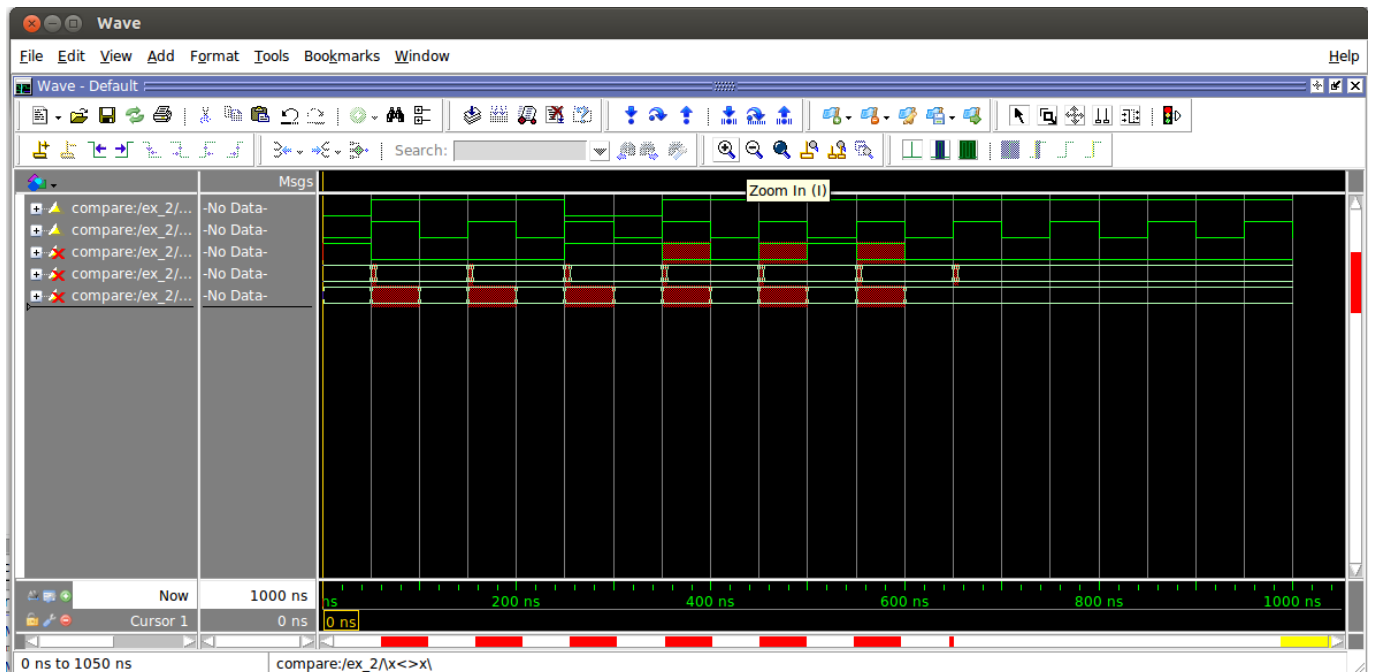 Wave
File Edit View Add Format Tools Bookmarks Window Help
Wave - Default
Search:
Msgs
Zoom In (I)
compare:/ex_2/... -No Data-
compare:/ex_2/... -No Data-
compare:/ex_2/... -No Data-
compare:/ex_2/... -No Data-
compare:/ex_2/... -No Data-
Now 1000 ns
ns 200 ns 400 ns 600 ns 800 ns 1000 ns
Cursor 1 0 ns 0 ns
0 ns to 1050 ns compare:/ex_2/\x<>x\